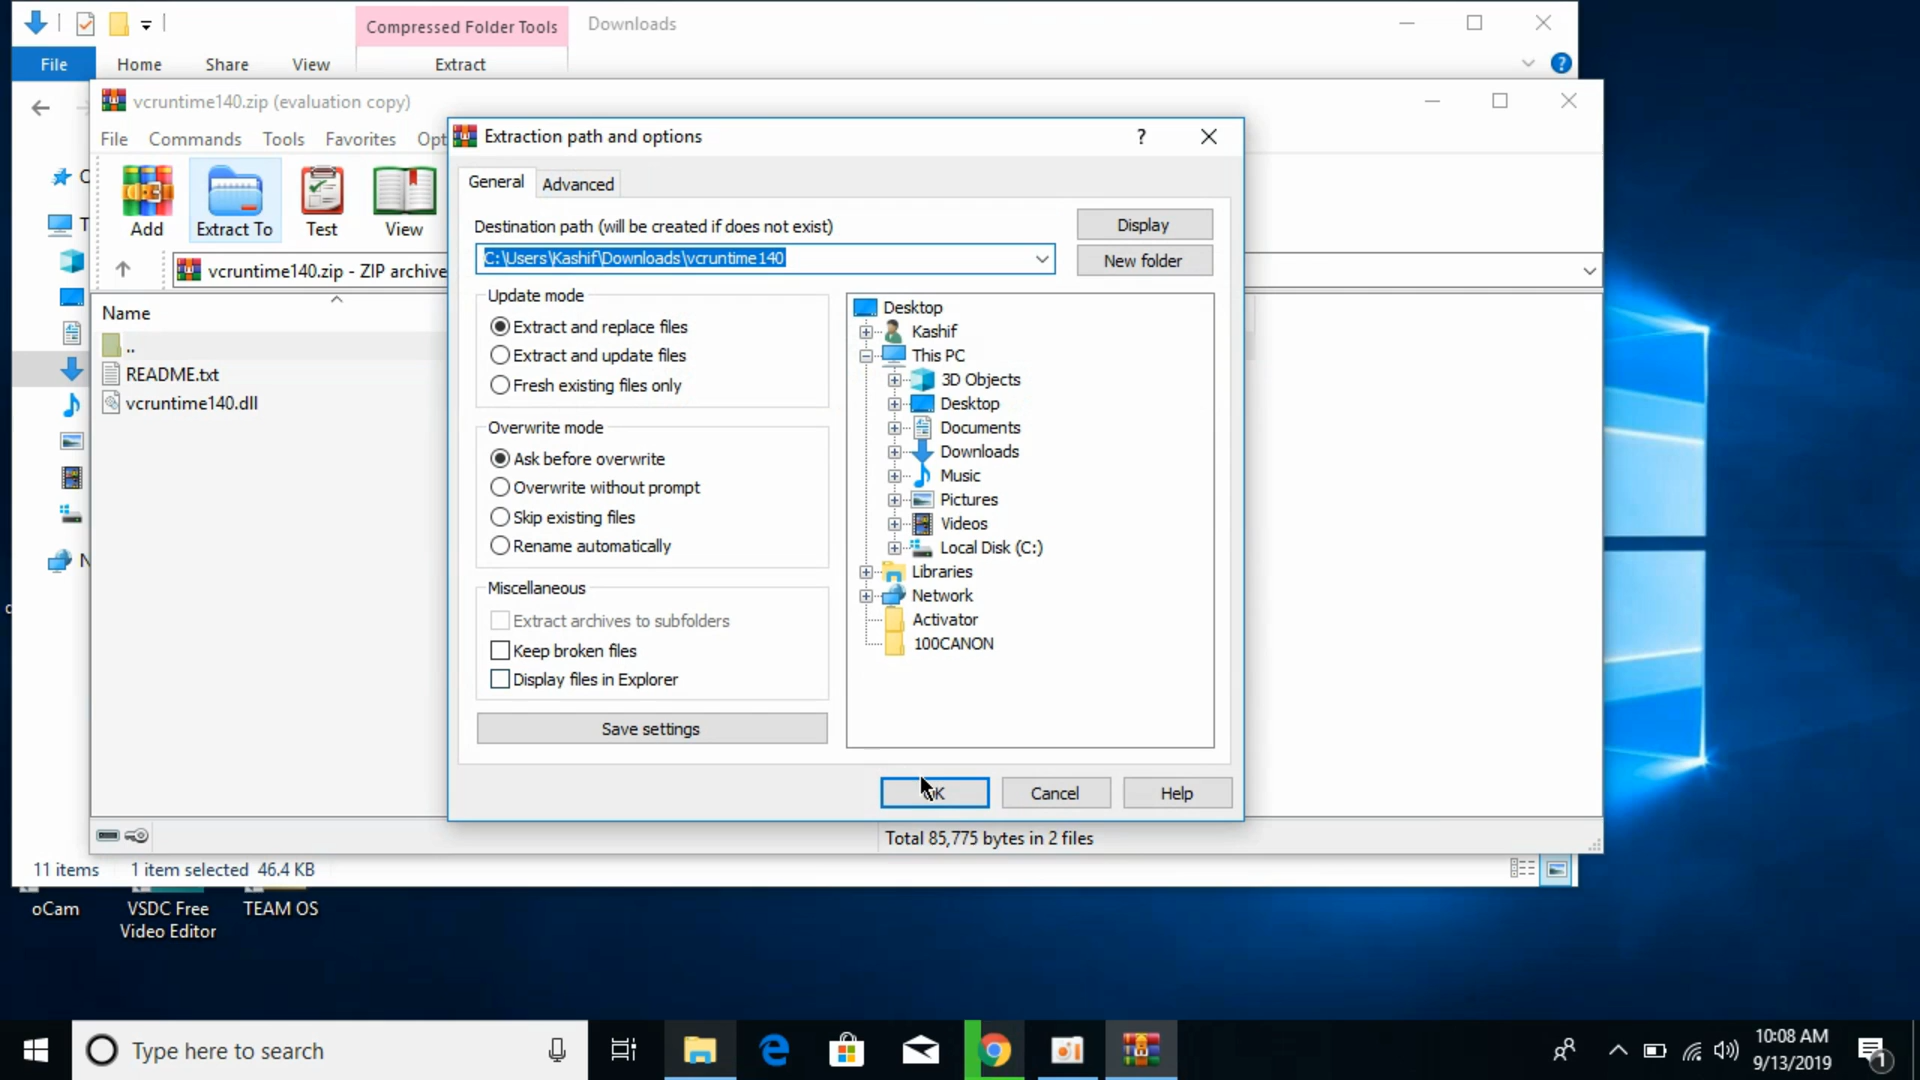 Compressed Folder Tools
Downloads
File
Home
Share
View
Extract
vcruntime140.zip (evaluation copy)
File
Commands
Tools
Favorites
Opt
Extraction path and options
?
General
Advanced
Add
Extract To
Test
View
Destination path (will be created if does not exist)
Display
C:\Users\Kashif\Downloads\vcruntime140
New folder
vcruntime140.zip - ZIP archive
Name
..
README.txt
vcruntime140.dll
Update mode
Extract and replace files
Extract and update files
Fresh existing files only
Overwrite mode
Ask before overwrite
Overwrite without prompt
Skip existing files
Rename automatically
Miscellaneous
Extract archives to subfolders
Keep broken files
Display files in Explorer
Save settings
Desktop
Kashif
This PC
3D Objects
Desktop
Documents
Downloads
Music
Pictures
Videos
Local Disk (C:)
Libraries
Network
Activator
100CANON
OK
Cancel
Help
Total 85,775 bytes in 2 files
11 items
1 item selected 46.4 KB
oCam
VSDC Free
Video Editor
TEAM OS
Type here to search
10:08 AM
9/13/2019
1